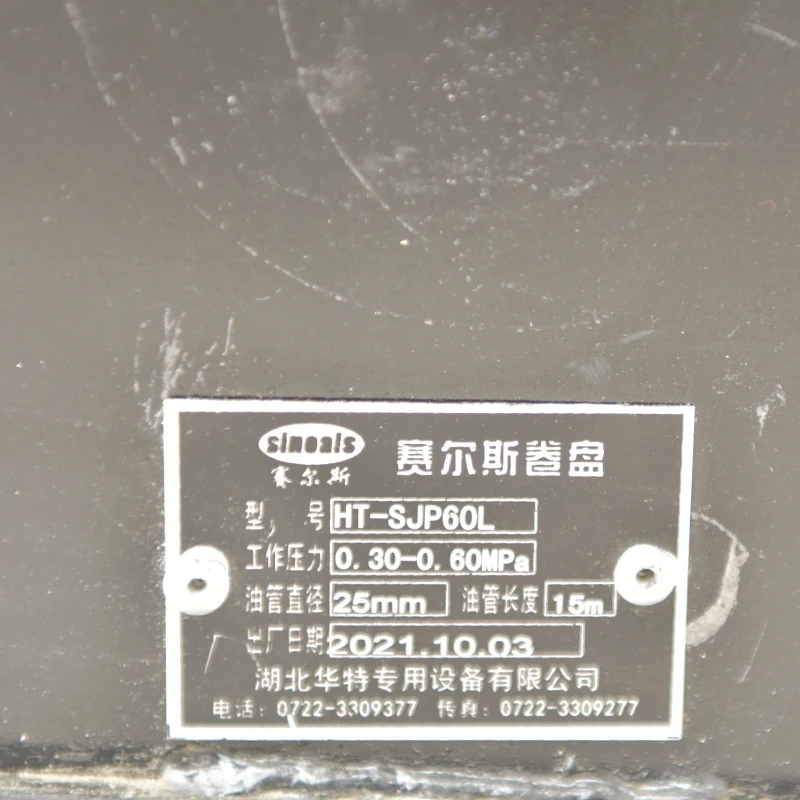 sinoals
赛尔斯
赛尔斯卷盘
型号 HT-SJP60L
工作压力 0.30-0.60MPa
油管直径 25mm 油管长度 15m
出厂日期 2021.10.03
湖北华特专用设备有限公司
电话：0722-3309377 传真：0722-3309277